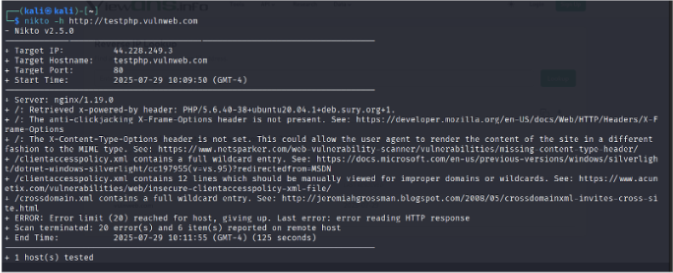 (kali㉿kali)-[~]
$ nikto -h http://testphp.vulnweb.com
- Nikto v2.5.0
+ Target IP: 44.228.249.3
+ Target Hostname: testphp.vulnweb.com
+ Target Port: 80
+ Start Time: 2025-07-29 10:09:50 (GMT-4)
+ Server: nginx/1.19.0
+ /: Retrieved x-powered-by header: PHP/5.6.40-38+ubuntu20.04.1+deb.sury.org+1.
+ /: The anti-clickjacking X-Frame-Options header is not present. See: https://developer.mozilla.org/en-US/docs/Web/HTTP/Headers/X-F
rame-Options
+ /: The X-Content-Type-Options header is not set. This could allow the user agent to render the content of the site in a different
fashion to the MIME type. See: https://www.netsparker.com/web-vulnerability-scanner/vulnerabilities/missing-content-type-header/
+ /clientaccesspolicy.xml contains a full wildcard entry. See: https://docs.microsoft.com/en-us/previous-versions/windows/silverligh
t/dotnet-windows-silverlight/cc197955(v=vs.95)?redirectedfrom=MSDN
+ /clientaccesspolicy.xml contains 12 lines which should be manually viewed for improper domains or wildcards. See: https://www.acun
etix.com/vulnerabilities/web/insecure-clientaccesspolicy-xml-file/
+ /crossdomain.xml contains a full wildcard entry. See: http://jeremiahgrossman.blogspot.com/2008/05/crossdomainxml-invites-cross-si
te.html
+ ERROR: Error limit (20) reached for host, giving up. Last error: error reading HTTP response
+ Scan terminated: 20 error(s) and 6 item(s) reported on remote host
+ End Time: 2025-07-29 10:11:55 (GMT-4) (125 seconds)
+ 1 host(s) tested